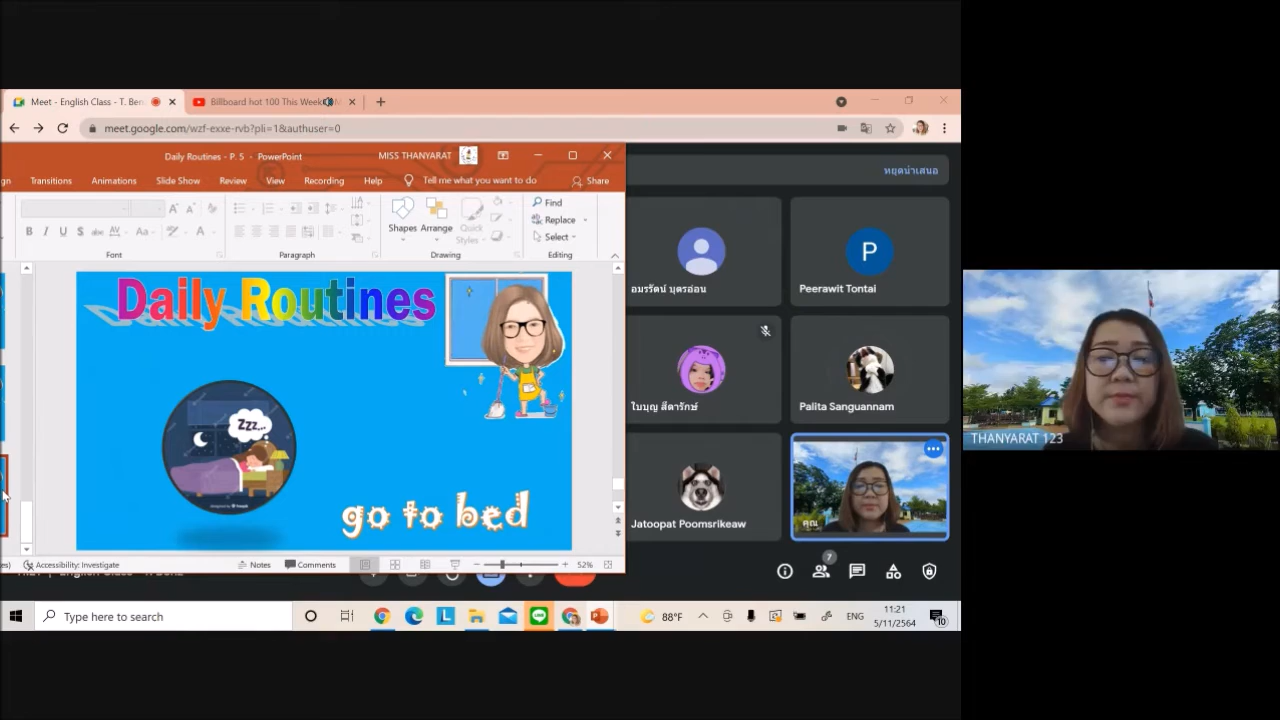 Meet - English Class - T. Ben
Billboard hot 100 This Week
meet.google.com/wzf-exxe-rvb?pli=1&authuser=0
Daily Routines - P. 5 - PowerPoint
MISS THANYARAT
Transitions
Animations
Slide Show
Review
View
Recording
Help
Tell me what you want to do
Share
Shapes
Arrange
Quick
Styles
Find
Replace
Select
Font
Paragraph
Drawing
Editing
Daily Routines
Zzz...
go to bed
Accessibility: Investigate
Notes
Comments
52%
หยุดนำเสนอ
อมรรัตน์ บุตรอ่อน
P
Peerawit Tontai
ใบบุญ สีดารักษ์
Palita Sanguannam
Jatoopat Poomsrikeaw
คุณ
7
Type here to search
L
LINE
88°F
ENG
11:21
5/11/2564
10
THANYARAT 123